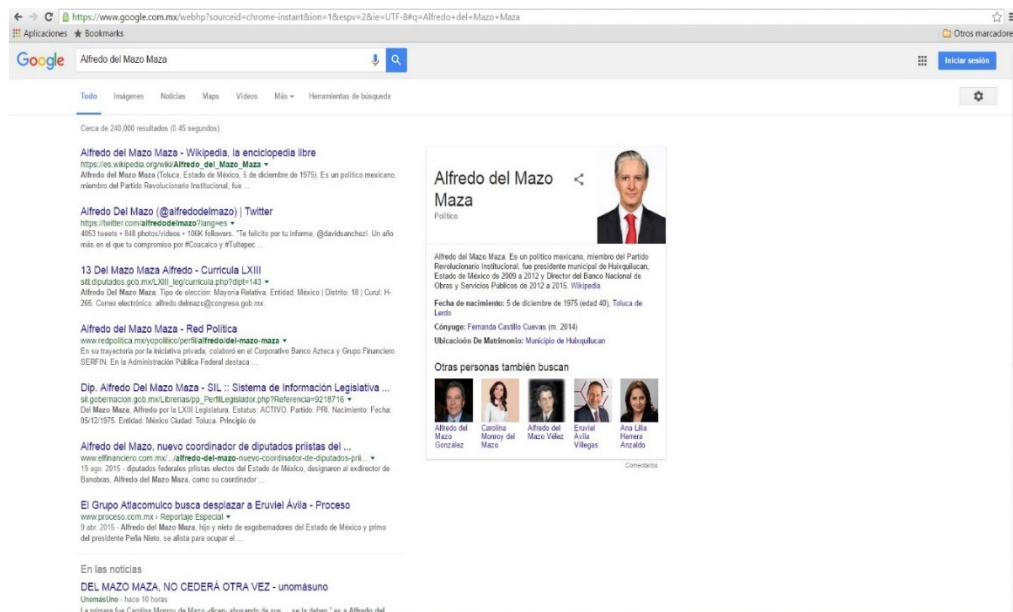 https://www.google.com.mx/webhp?sourceid=chrome-instant&ion=1&espv=2&ie=UTF-8#q=Alfredo+del+Mazo+Maza
Aplicaciones Bookmarks Otros marcadore
Google Alfredo del Mazo Maza Iniciar sesión
Todo Imágenes Noticias Maps Vídeos Más Herramientas de búsqueda
Cerca de 240,000 resultados (0.45 segundos)
Alfredo del Mazo Maza - Wikipedia, la enciclopedia libre
https://es.wikipedia.org/wiki/Alfredo_del_Mazo_Maza
Alfredo del Mazo Maza (Toluca, Estado de México, 5 de diciembre de 1975). Es un político mexicano,
miembro del Partido Revolucionario Institucional, fue ...
Alfredo Del Mazo (@alfredodelmazo) | Twitter
https://twitter.com/alfredodelmazo?lang=es
4053 tweets • 848 photos/videos • 106K followers. "Te felicito por tu informe, @davidsanchezi. Un año
más en el que tu compromiso por #Coacalco y #Tultepec ...
13 Del Mazo Maza Alfredo - Curricula LXIII
sitl.diputados.gob.mx/LXIII_leg/curricula.php?dipt=143
Alfredo Del Mazo Maza. Tipo de elección: Mayoría Relativa. Entidad: México | Distrito: 18 | Curul: H-
265. Correo electrónico: alfredo.delmazo@congreso.gob.mx.
Alfredo del Mazo Maza - Red Política
www.redpolitica.mx/yopolitico/perfil/alfredo/del-mazo-maza
En su trayectoria por la iniciativa privada, colaboró en el Corporativo Banco Azteca y Grupo Financiero
SERFIN. En la Administración Pública Federal destaca ...
Dip. Alfredo Del Mazo Maza - SIL :: Sistema de Información Legislativa ...
sil.gobernacion.gob.mx/Librerias/pp_PerfilLegislador.php?Referencia=9218716
Del Mazo Maza, Alfredo por la LXIII Legislatura. Estatus: ACTIVO. Partido: PRI. Nacimiento: Fecha:
05/12/1975. Entidad: México Ciudad: Toluca. Principio de
Alfredo del Mazo, nuevo coordinador de diputados priistas del ...
www.elfinanciero.com.mx/.../alfredo-del-mazo-nuevo-coordinador-de-diputados-prii...
19 ago. 2015 - diputados federales priistas electos del Estado de México, designaron al exdirector de
Banobras, Alfredo del Mazo Maza, como su coordinador ...
El Grupo Atlacomulco busca desplazar a Eruviel Ávila - Proceso
www.proceso.com.mx › Reportaje Especial
9 abr. 2015 - Alfredo del Mazo Maza, hijo y nieto de exgobernadores del Estado de México y primo
del presidente Peña Nieto, se alista para ocupar el ...
En las noticias
DEL MAZO MAZA, NO CEDERÁ OTRA VEZ - unomásuno
UnomásUno - hace 10 horas
La primera fue Carolina Monroy de Mazo -dicen- abusando de sus ... se la deben " es a Alfredo del
Alfredo del Mazo
Maza
Político
Alfredo del Mazo Maza. Es un político mexicano, miembro del Partido
Revolucionario Institucional, fue presidente municipal de Huixquilucan,
Estado de México de 2009 a 2012 y Director del Banco Nacional de
Obras y Servicios Públicos de 2012 a 2015. Wikipedia
Fecha de nacimiento: 5 de diciembre de 1975 (edad 40), Toluca de
Lerdo
Cónyuge: Fernanda Castillo Cuevas (m. 2014)
Ubicación De Matrimonio: Municipio de Huixquilucan
Otras personas también buscan
Alfredo del Mazo González
Carolina Monroy del Mazo
Alfredo del Mazo Vélez
Eruviel Ávila Villegas
Ana Lilia Herrera Anzaldo
Comentarios